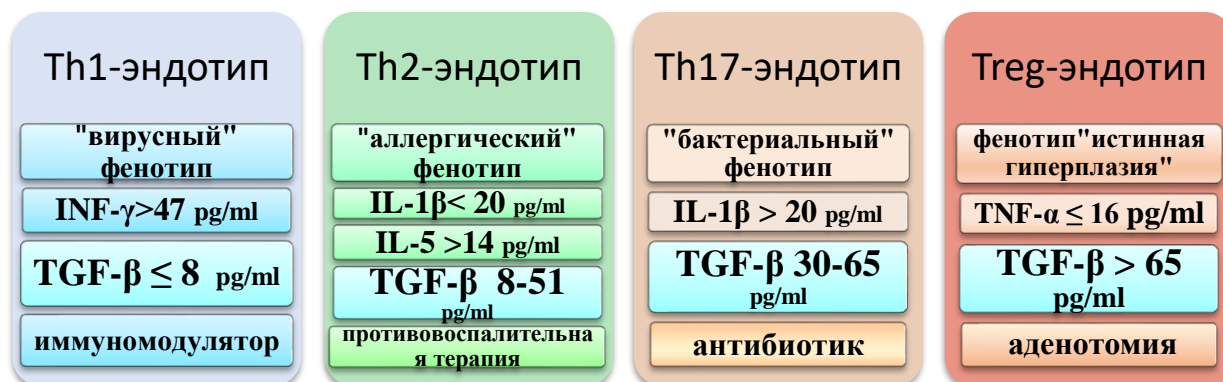 Th1-эндотип
"вирусный"
фенотип
INF-γ>47 pg/ml
TGF-β ≤ 8 pg/ml
иммуномодулятор
Th2-эндотип
"аллергический"
фенотип
IL-1β< 20 pg/ml
IL-5 >14 pg/ml
TGF-β 8-51
pg/ml
противовоспалительна
я терапия
Th17-эндотип
"бактериальный"
фенотип
IL-1β > 20 pg/ml
TGF-β 30-65
pg/ml
антибиотик
Treg-эндотип
фенотип"истинная
гиперплазия"
TNF-α ≤ 16 pg/ml
TGF-β > 65
pg/ml
аденотомия